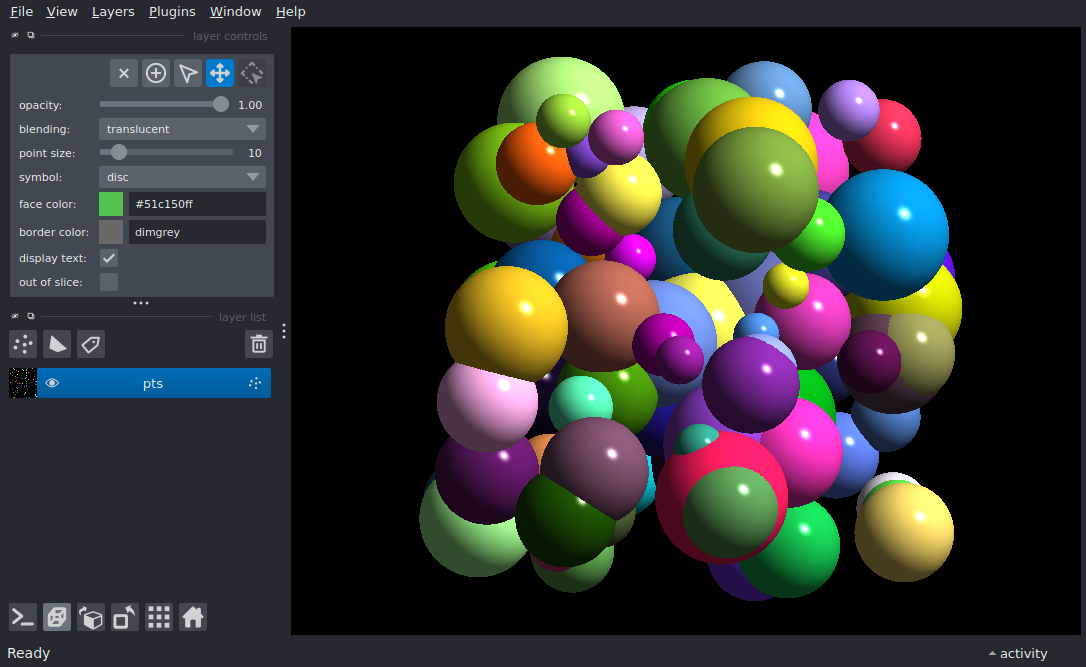 File View Layers Plugins Window Help
layer controls
opacity: 1.00
blending: translucent
point size: 10
symbol: disc
face color: #51c150ff
border color: dimgrey
display text:
out of slice:
layer list
pts
Ready
activity